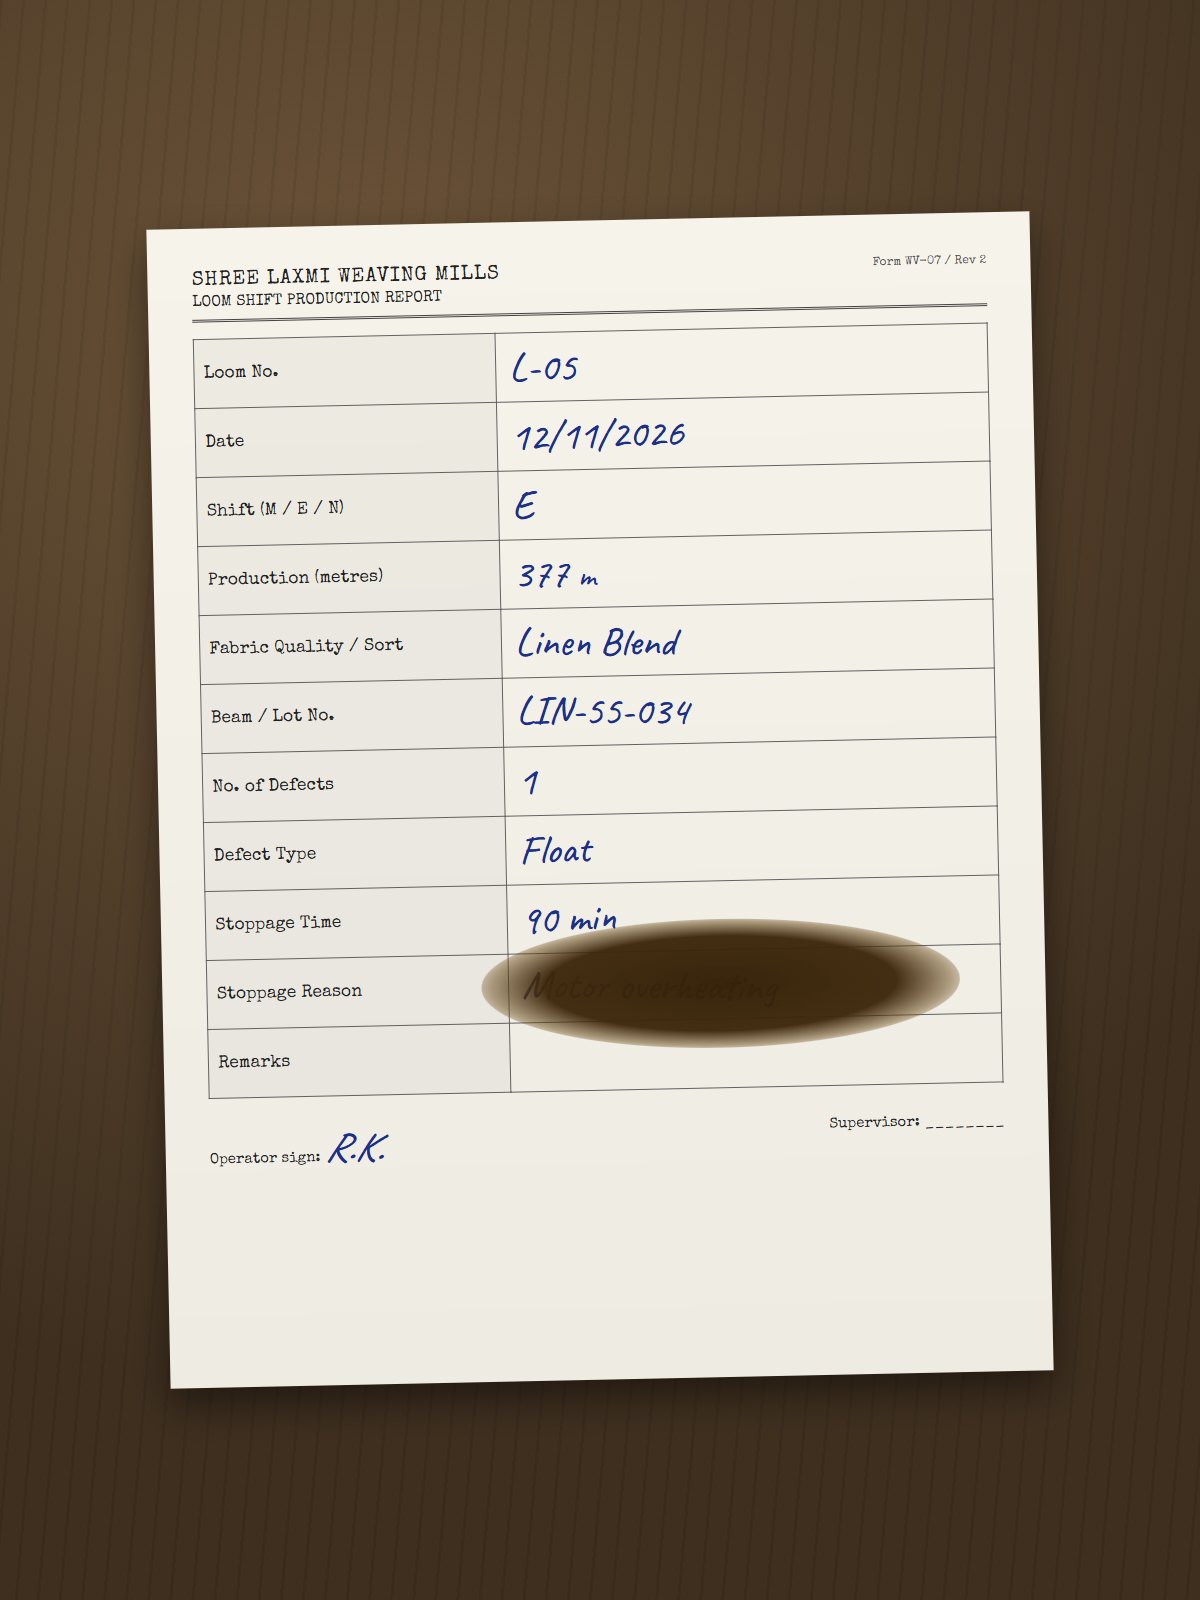 SHREE LAXMI WEAVING MILLS
Form WV-07 / Rev 2
LOOM SHIFT PRODUCTION REPORT
Loom No. L-05
Date 12/11/2026
Shift (M / E / N) E
Production (metres) 377 m
Fabric Quality / Sort Linen Blend
Beam / Lot No. LIN-55-034
No. of Defects 1
Defect Type Float
Stoppage Time 90 min
Stoppage Reason Motor overheating
Remarks
Supervisor: ________
Operator sign: R.K.